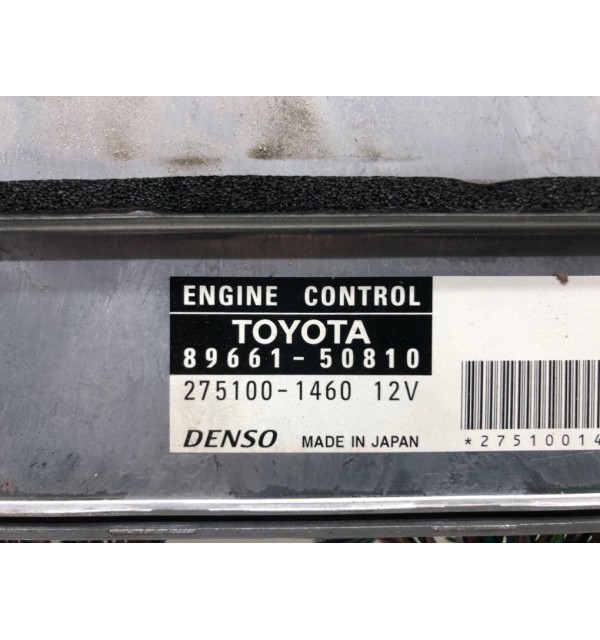 ENGINE CONTROL
TOYOTA
89661-50810
275100-1460 12V
DENSO MADE IN JAPAN
*27510014